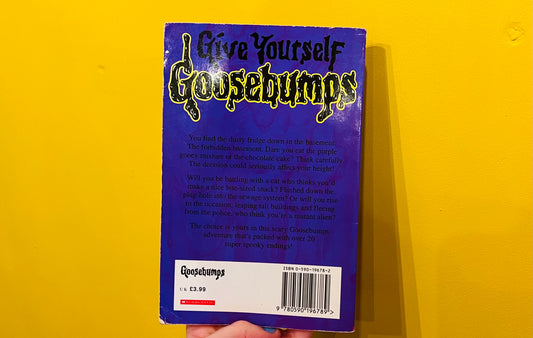 Give Yourself
Goosebumps
You find the dusty fridge down in the basement.
The forbidden basement. Dare you eat the purple
gooey mixture or the chocolate cake? Think carefully
The decision could seriously affect your height!
Will you be battling with a cat who thinks you'd
make a nice bite-sized snack? Flushed down the
plug-hole into the sewage system? Or will you rise
to the occasion, leaping tall buildings and fleeing
from the police, who think you're a mutant alien?
The choice is yours in this scary Goosebumps
adventure that's packed with over 20
super spooky endings!
Goosebumps
UK £3.99
SCHOLASTIC
ISBN 0-590-19678-2
9 780590 196789 >